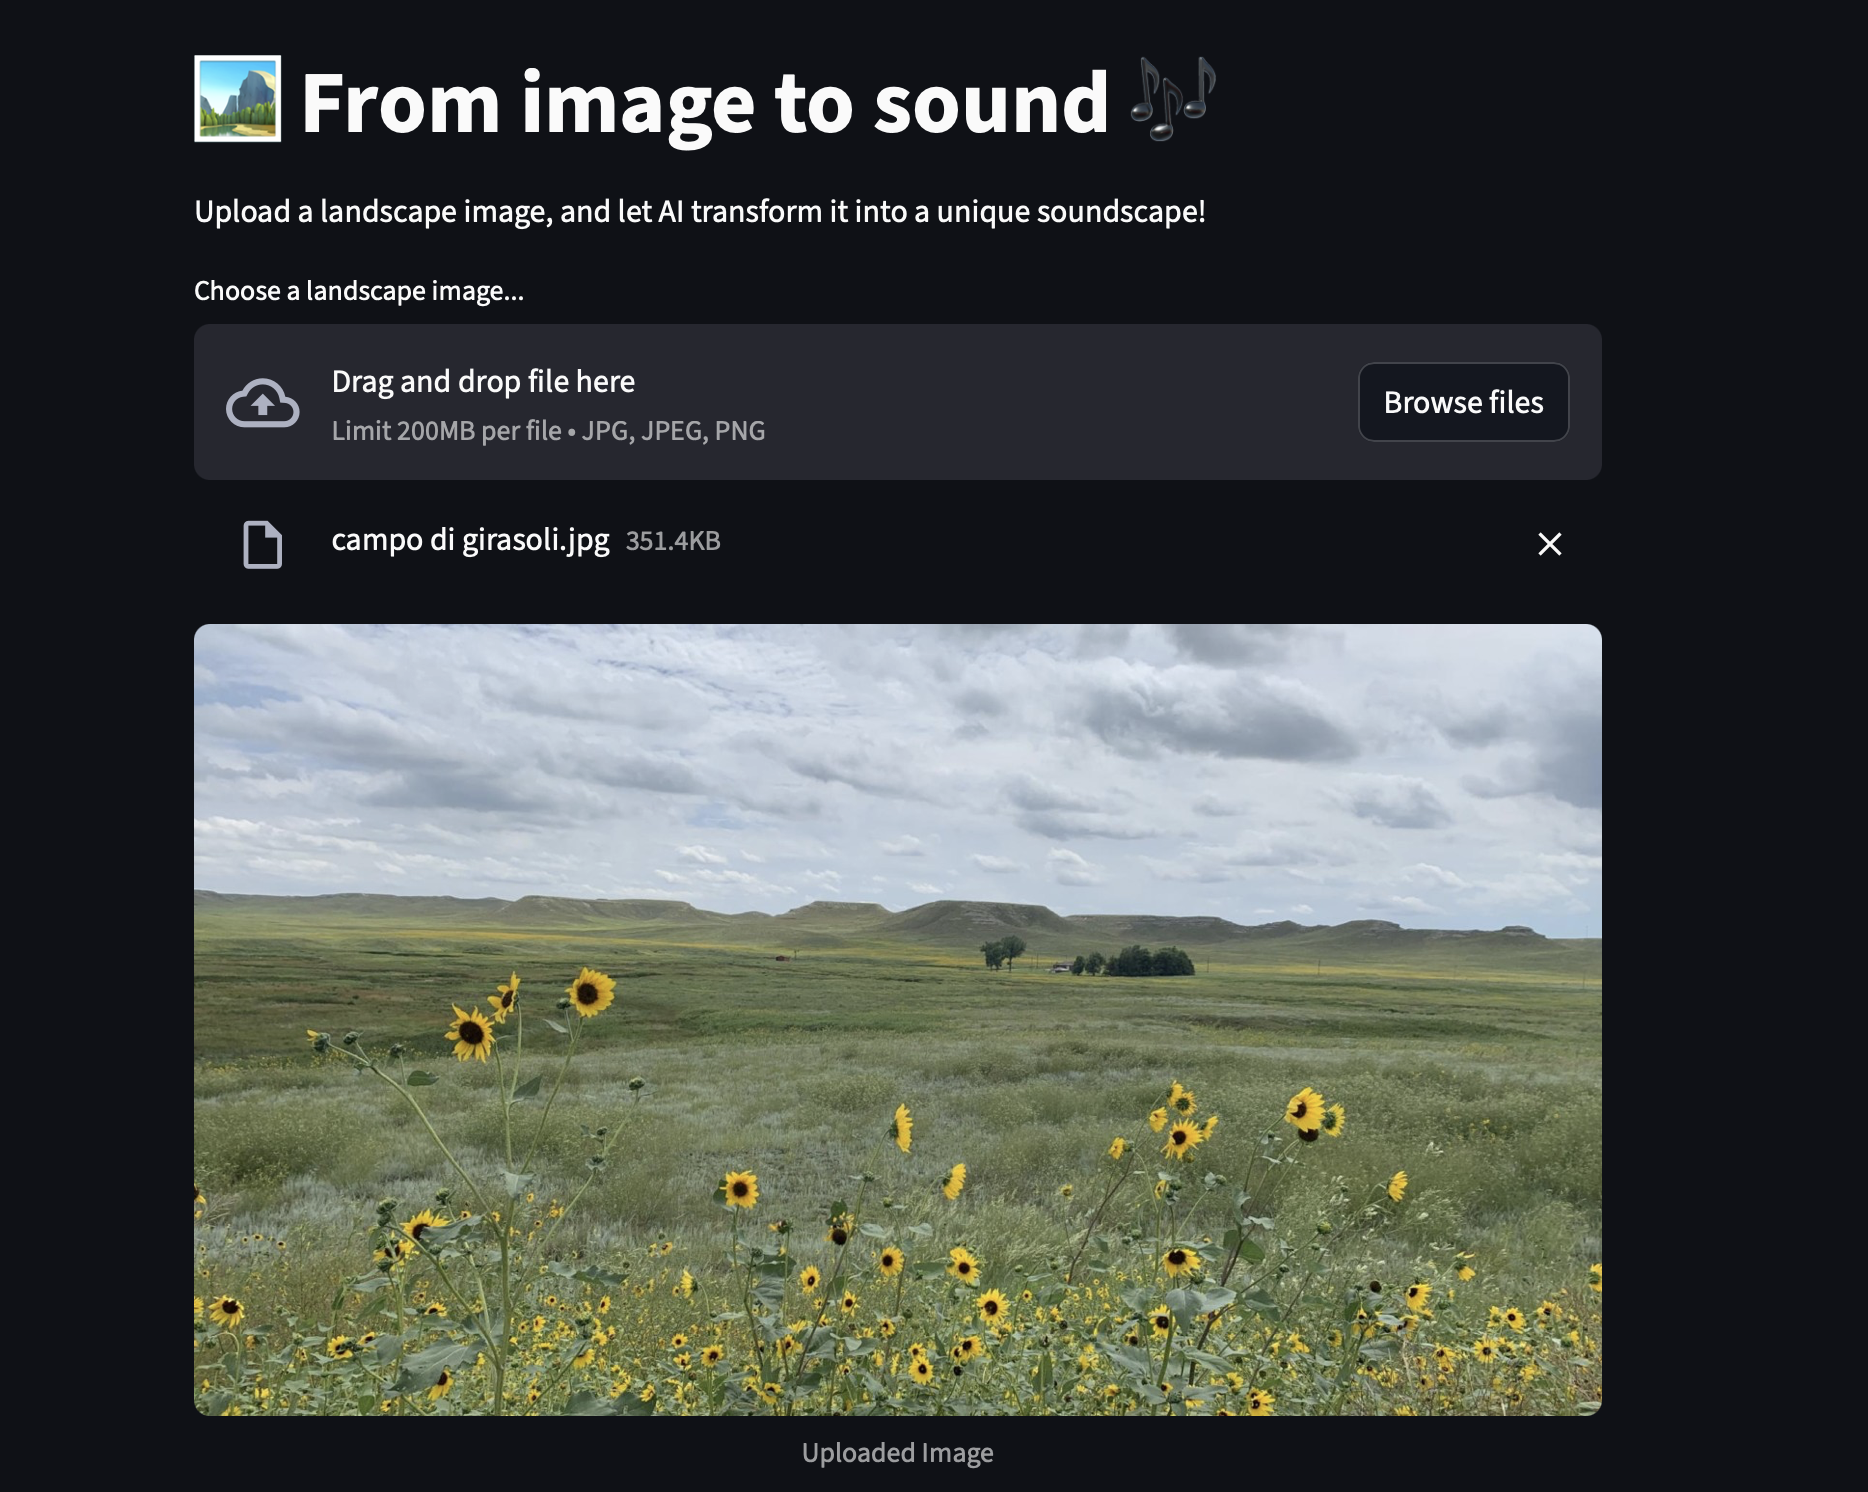 From image to sound
Upload a landscape image, and let AI transform it into a unique soundscape!
Choose a landscape image...
Drag and drop file here
Limit 200MB per file • JPG, JPEG, PNG
Browse files
campo di girasoli.jpg 351.4KB
Uploaded Image